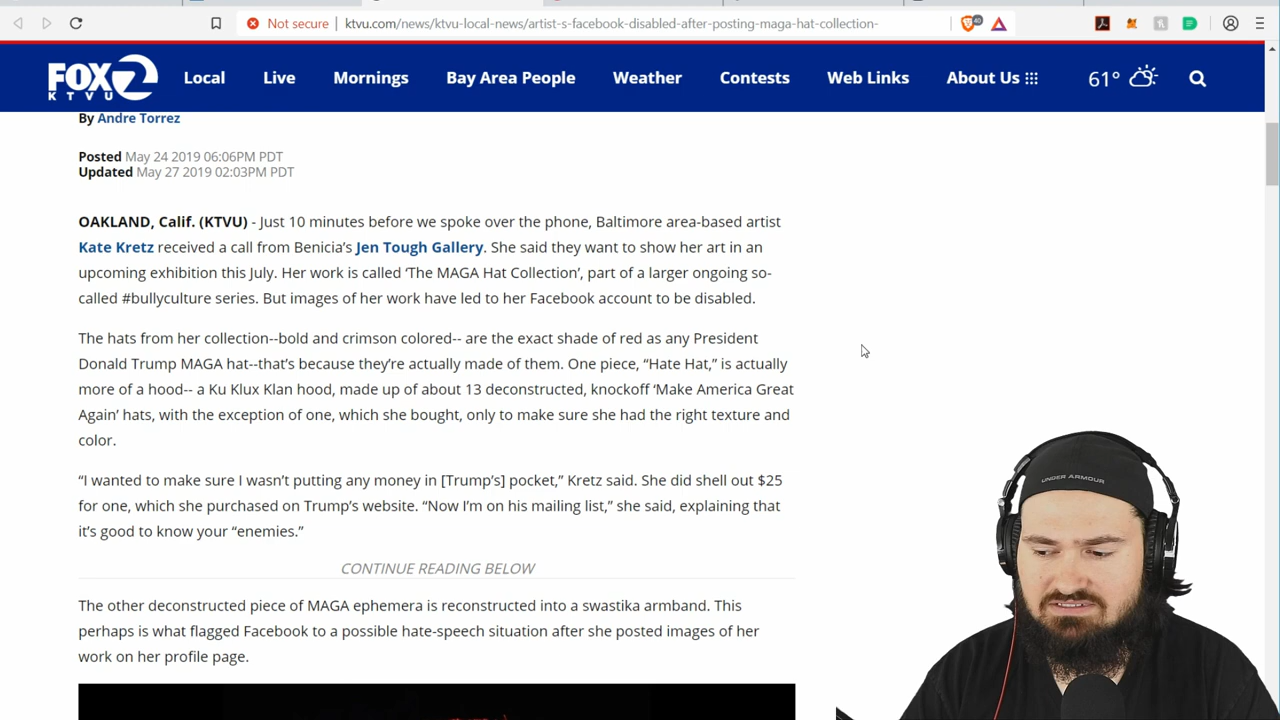 Not secure
ktvu.com/news/ktvu-local-news/artist-s-facebook-disabled-after-posting-maga-hat-collection-
FOX 2
KTVU
Local
Live
Mornings
Bay Area People
Weather
Contests
Web Links
About Us
61°
By Andre Torrez
Posted May 24 2019 06:06PM PDT
Updated May 27 2019 02:03PM PDT
OAKLAND, Calif. (KTVU) - Just 10 minutes before we spoke over the phone, Baltimore area-based artist
Kate Kretz received a call from Benicia’s Jen Tough Gallery. She said they want to show her art in an
upcoming exhibition this July. Her work is called ‘The MAGA Hat Collection’, part of a larger ongoing so-
called #bullyculture series. But images of her work have led to her Facebook account to be disabled.
The hats from her collection--bold and crimson colored-- are the exact shade of red as any President
Donald Trump MAGA hat--that’s because they’re actually made of them. One piece, “Hate Hat,” is actually
more of a hood-- a Ku Klux Klan hood, made up of about 13 deconstructed, knockoff ‘Make America Great
Again’ hats, with the exception of one, which she bought, only to make sure she had the right texture and
color.
“I wanted to make sure I wasn’t putting any money in [Trump’s] pocket,” Kretz said. She did shell out $25
for one, which she purchased on Trump’s website. “Now I’m on his mailing list,” she said, explaining that
it’s good to know your “enemies.”
CONTINUE READING BELOW
The other deconstructed piece of MAGA ephemera is reconstructed into a swastika armband. This
perhaps is what flagged Facebook to a possible hate-speech situation after she posted images of her
work on her profile page.
UNDER ARMOUR